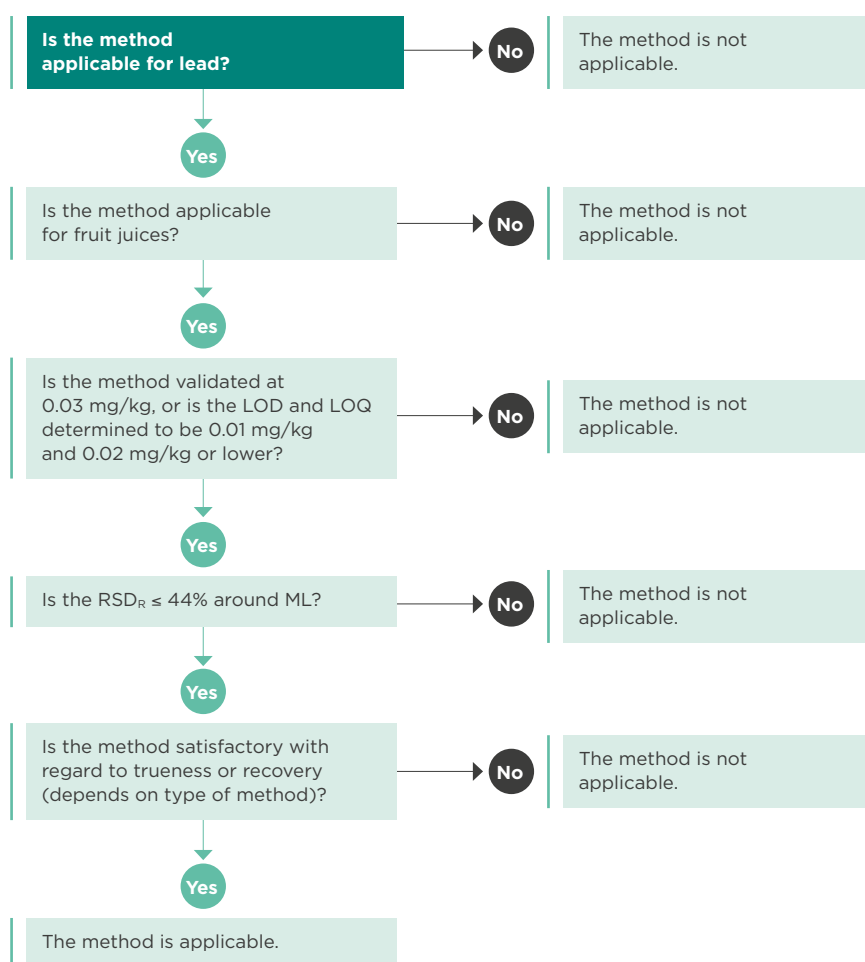 Is the method
applicable for lead?
No
The method is not
applicable.
Yes
Is the method applicable
for fruit juices?
No
The method is not
applicable.
Yes
Is the method validated at
0.03 mg/kg, or is the LOD and LOQ
determined to be 0.01 mg/kg
and 0.02 mg/kg or lower?
No
The method is not
applicable.
Yes
Is the RSDR ≤ 44% around ML?
No
The method is not
applicable.
Yes
Is the method satisfactory with
regard to trueness or recovery
(depends on type of method)?
No
The method is not
applicable.
Yes
The method is applicable.